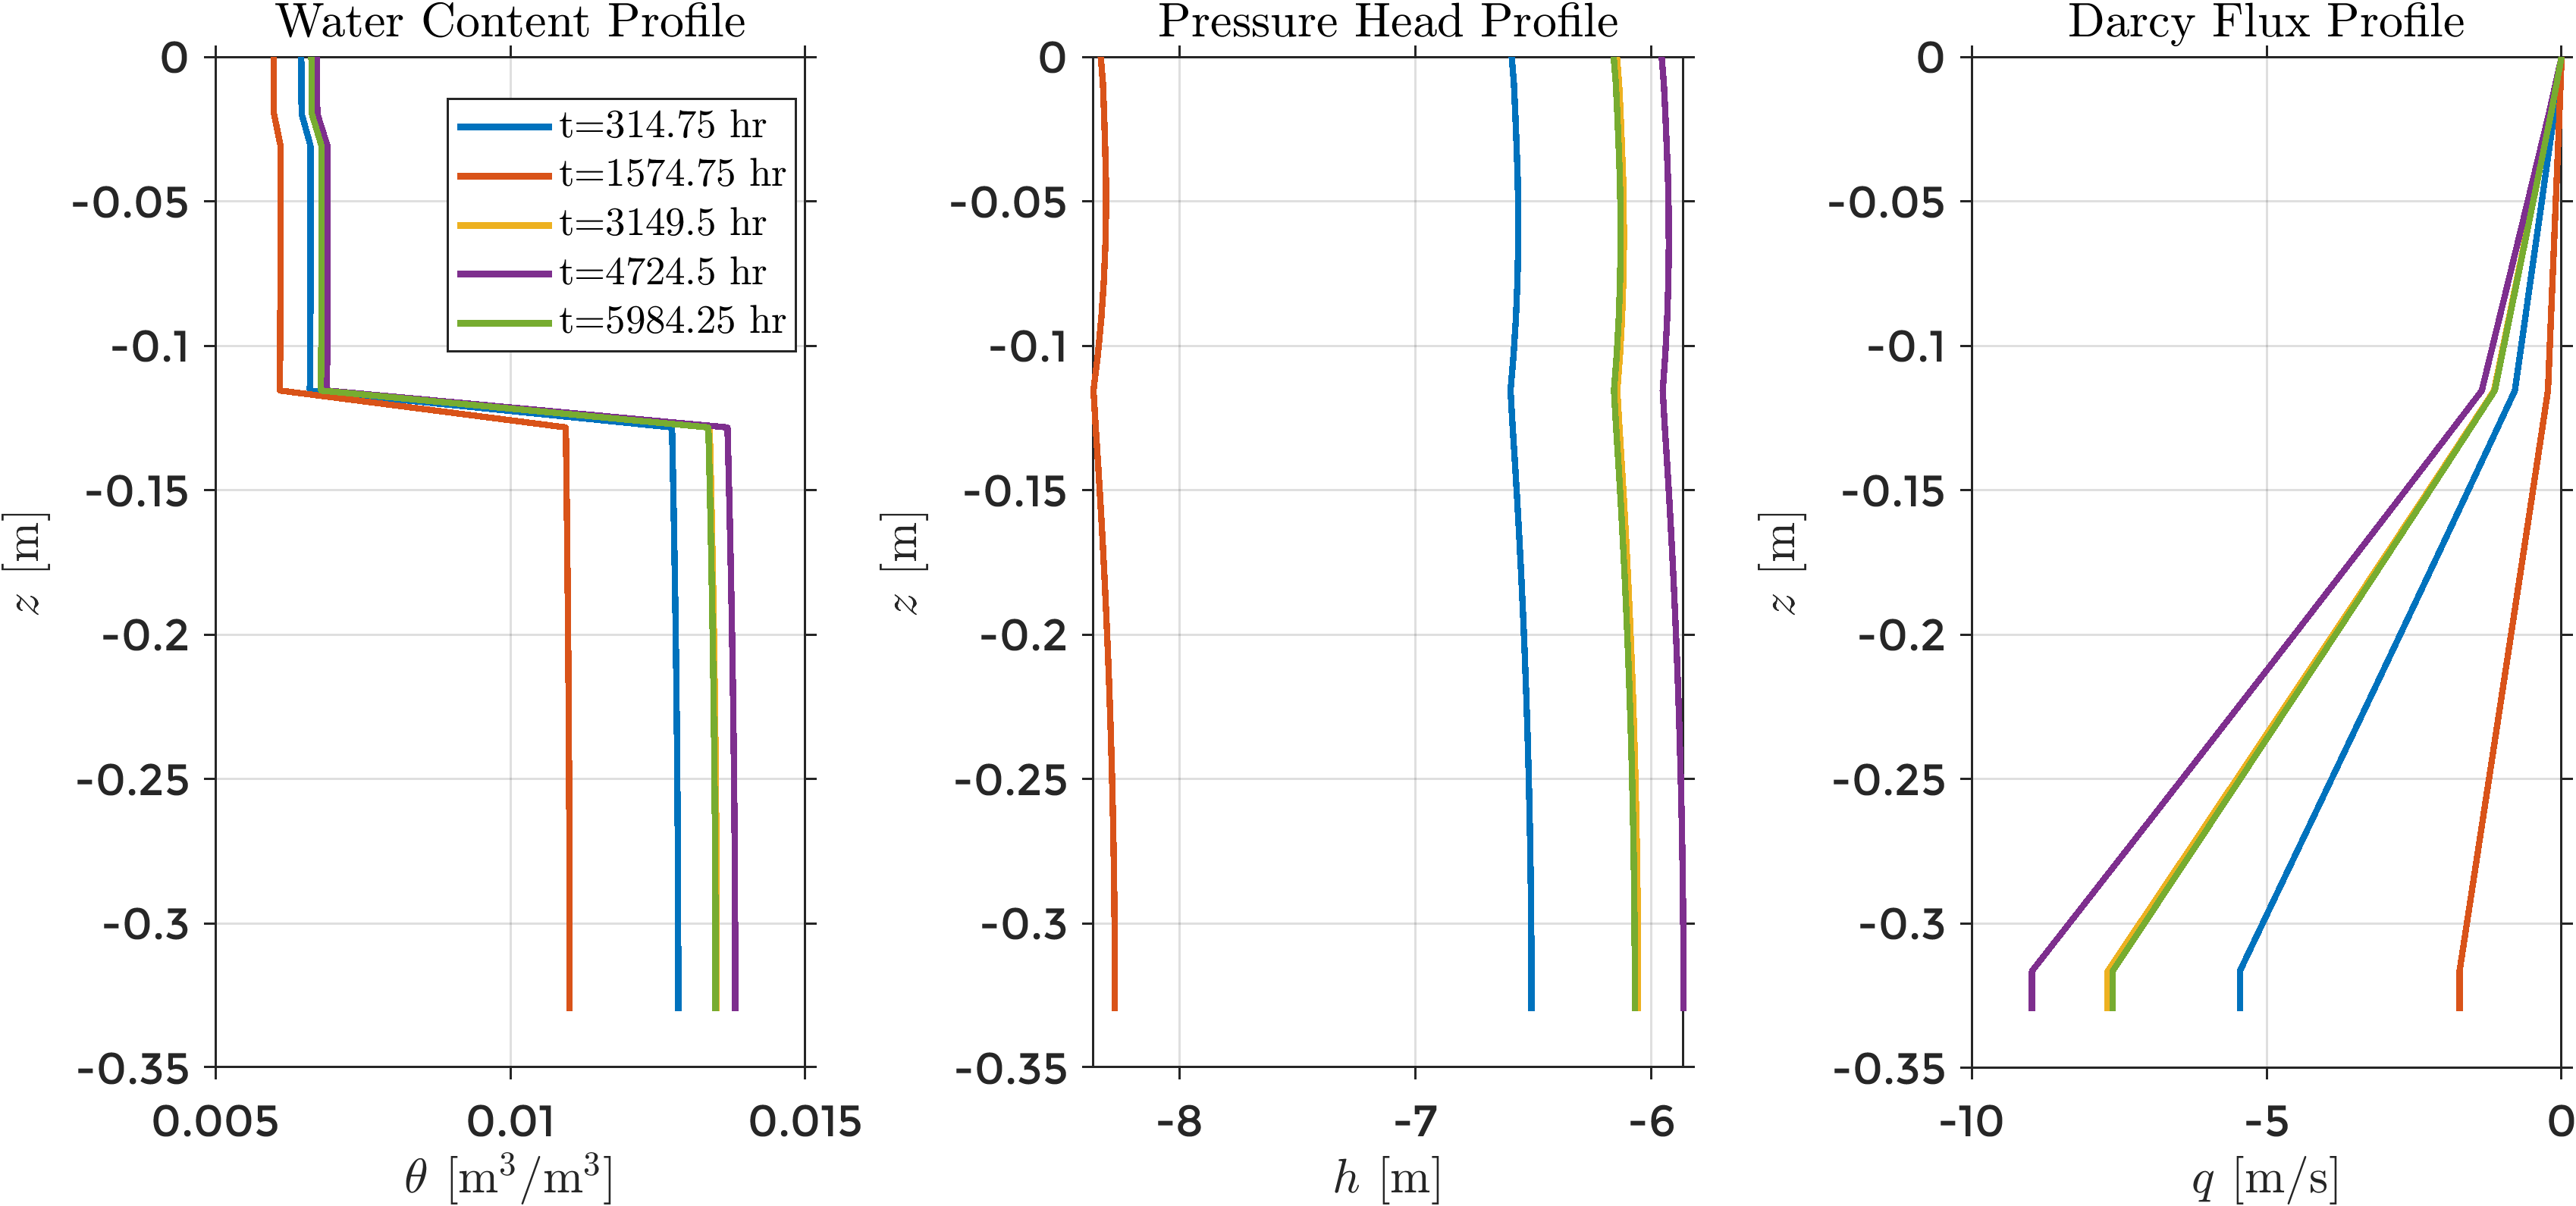 Water Content Profile
0
-0.05
-0.1
-0.15
-0.2
-0.25
-0.3
-0.35
z [m]
0.005 0.01 0.015
θ [m³/m³]
t=314.75 hr
t=1574.75 hr
t=3149.5 hr
t=4724.5 hr
t=5984.25 hr
Pressure Head Profile
0
-0.05
-0.1
-0.15
-0.2
-0.25
-0.3
-0.35
z [m]
-8 -7 -6
h [m]
Darcy Flux Profile
0
-0.05
-0.1
-0.15
-0.2
-0.25
-0.3
-0.35
z [m]
-10 -5 0
q [m/s]